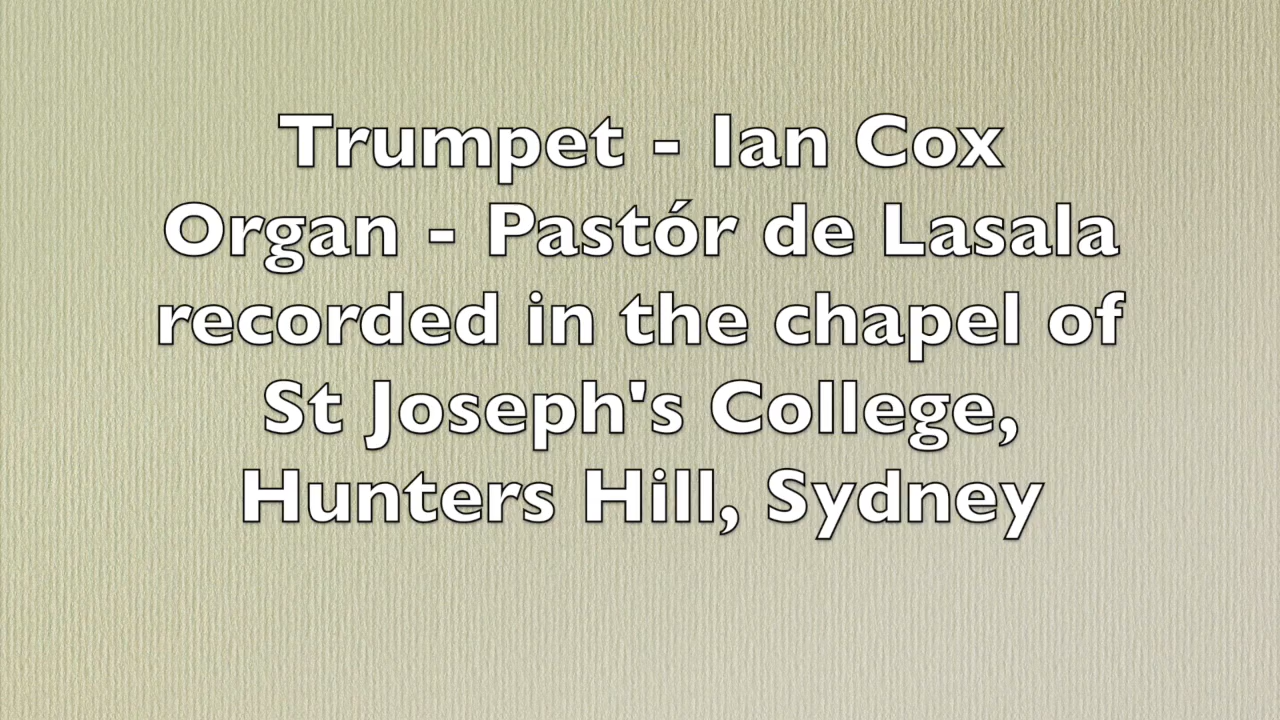 Trumpet - Ian Cox
Organ - Pastór de Lasala
recorded in the chapel of
St Joseph's College,
Hunters Hill, Sydney